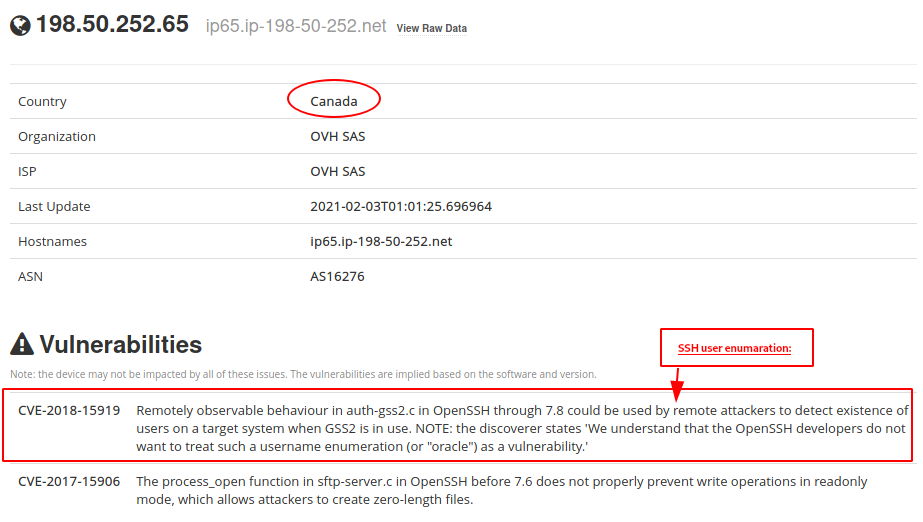 198.50.252.65 ip65.ip-198-50-252.net View Raw Data
Country Canada
Organization OVH SAS
ISP OVH SAS
Last Update 2021-02-03T01:01:25.696964
Hostnames ip65.ip-198-50-252.net
ASN AS16276
Vulnerabilities
SSH user enumaration:
Note: the device may not be impacted by all of these issues. The vulnerabilities are implied based on the software and version.
CVE-2018-15919 Remotely observable behaviour in auth-gss2.c in OpenSSH through 7.8 could be used by remote attackers to detect existence of
users on a target system when GSS2 is in use. NOTE: the discoverer states 'We understand that the OpenSSH developers do not
want to treat such a username enumeration (or "oracle") as a vulnerability.'
CVE-2017-15906 The process_open function in sftp-server.c in OpenSSH before 7.6 does not properly prevent write operations in readonly
mode, which allows attackers to create zero-length files.